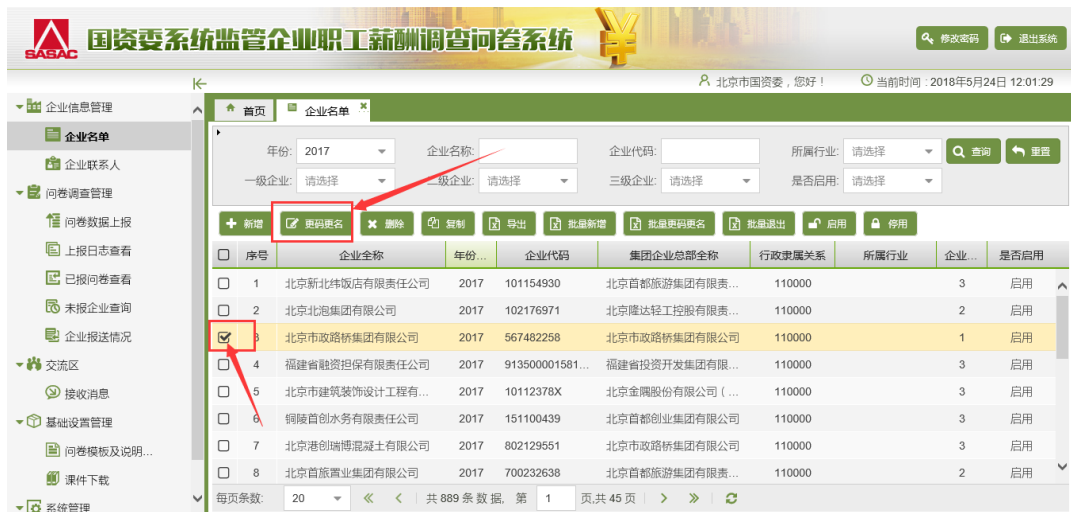 SASAC 国资委系统监管企业职工薪酬调查问卷系统 修改密码 退出系统
北京市国资委，您好！ 当前时间：2018年5月24日 12:01:29
企业信息管理
企业名单
企业联系人
问卷调查管理
问卷数据上报
上报日志查看
已报问卷查看
未报企业查询
企业报送情况
交流区
接收消息
基础设置管理
问卷模板及说明...
课件下载
系统管理
首页 企业名单
年份: 2017 企业名称: 企业代码: 所属行业: 请选择 查询 重置
一级企业: 请选择 二级企业: 请选择 三级企业: 请选择 是否启用: 请选择
新增 更码更名 删除 复制 导出 批量新增 批量更码更名 批量退出 启用 停用
序号 企业全称 年份... 企业代码 集团企业总部全称 行政隶属关系 所属行业 企业... 是否启用
1 北京新北纬饭店有限责任公司 2017 101154930 北京首都旅游集团有限责... 110000 3 启用
2 北京北泡集团有限公司 2017 102176971 北京隆达轻工控股有限责... 110000 2 启用
3 北京市政路桥集团有限公司 2017 567482258 北京市政路桥集团有限公司 110000 1 启用
4 福建省融资担保有限责任公司 2017 913500001581... 福建省投资开发集团有限... 110000 3 启用
5 北京市建筑装饰设计工程有... 2017 10112378X 北京金隅股份有限公司（... 110000 3 启用
6 铜陵首创水务有限责任公司 2017 151100439 北京首都创业集团有限公司 110000 3 启用
7 北京港创瑞博混凝土有限公司 2017 802129551 北京市政路桥集团有限公司 110000 3 启用
8 北京首旅置业集团有限公司 2017 700232638 北京首都旅游集团有限责... 110000 2 启用
每页条数: 20 共 889 条 数 据, 第 1 页,共 45 页